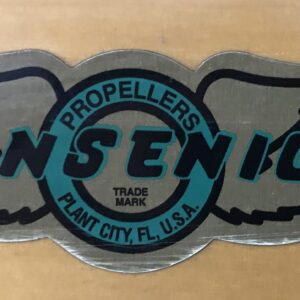 PROPELLERS
NSENIC
TRADE
MARK
PLANT CITY, FL, U.S.A.